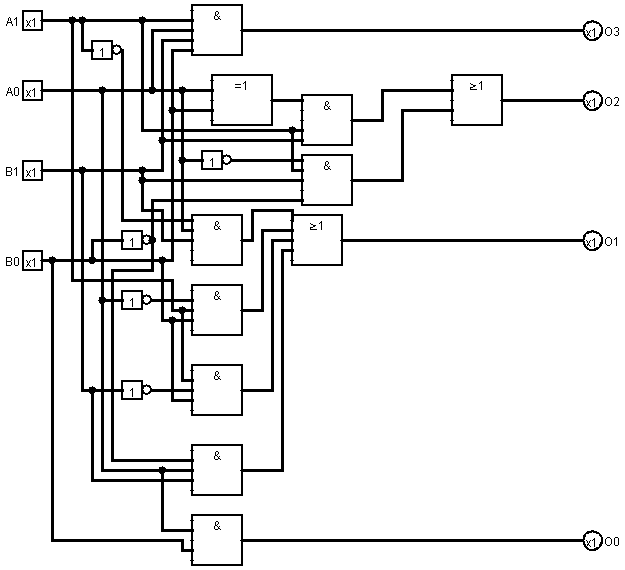 A1 x1 & x1 O3
1
A0 x1 =1 ≥1 x1 O2
&
B1 x1 1 &
B0 x1 1 & ≥1 x1 O1
1 &
1 &
&
& x1 O0